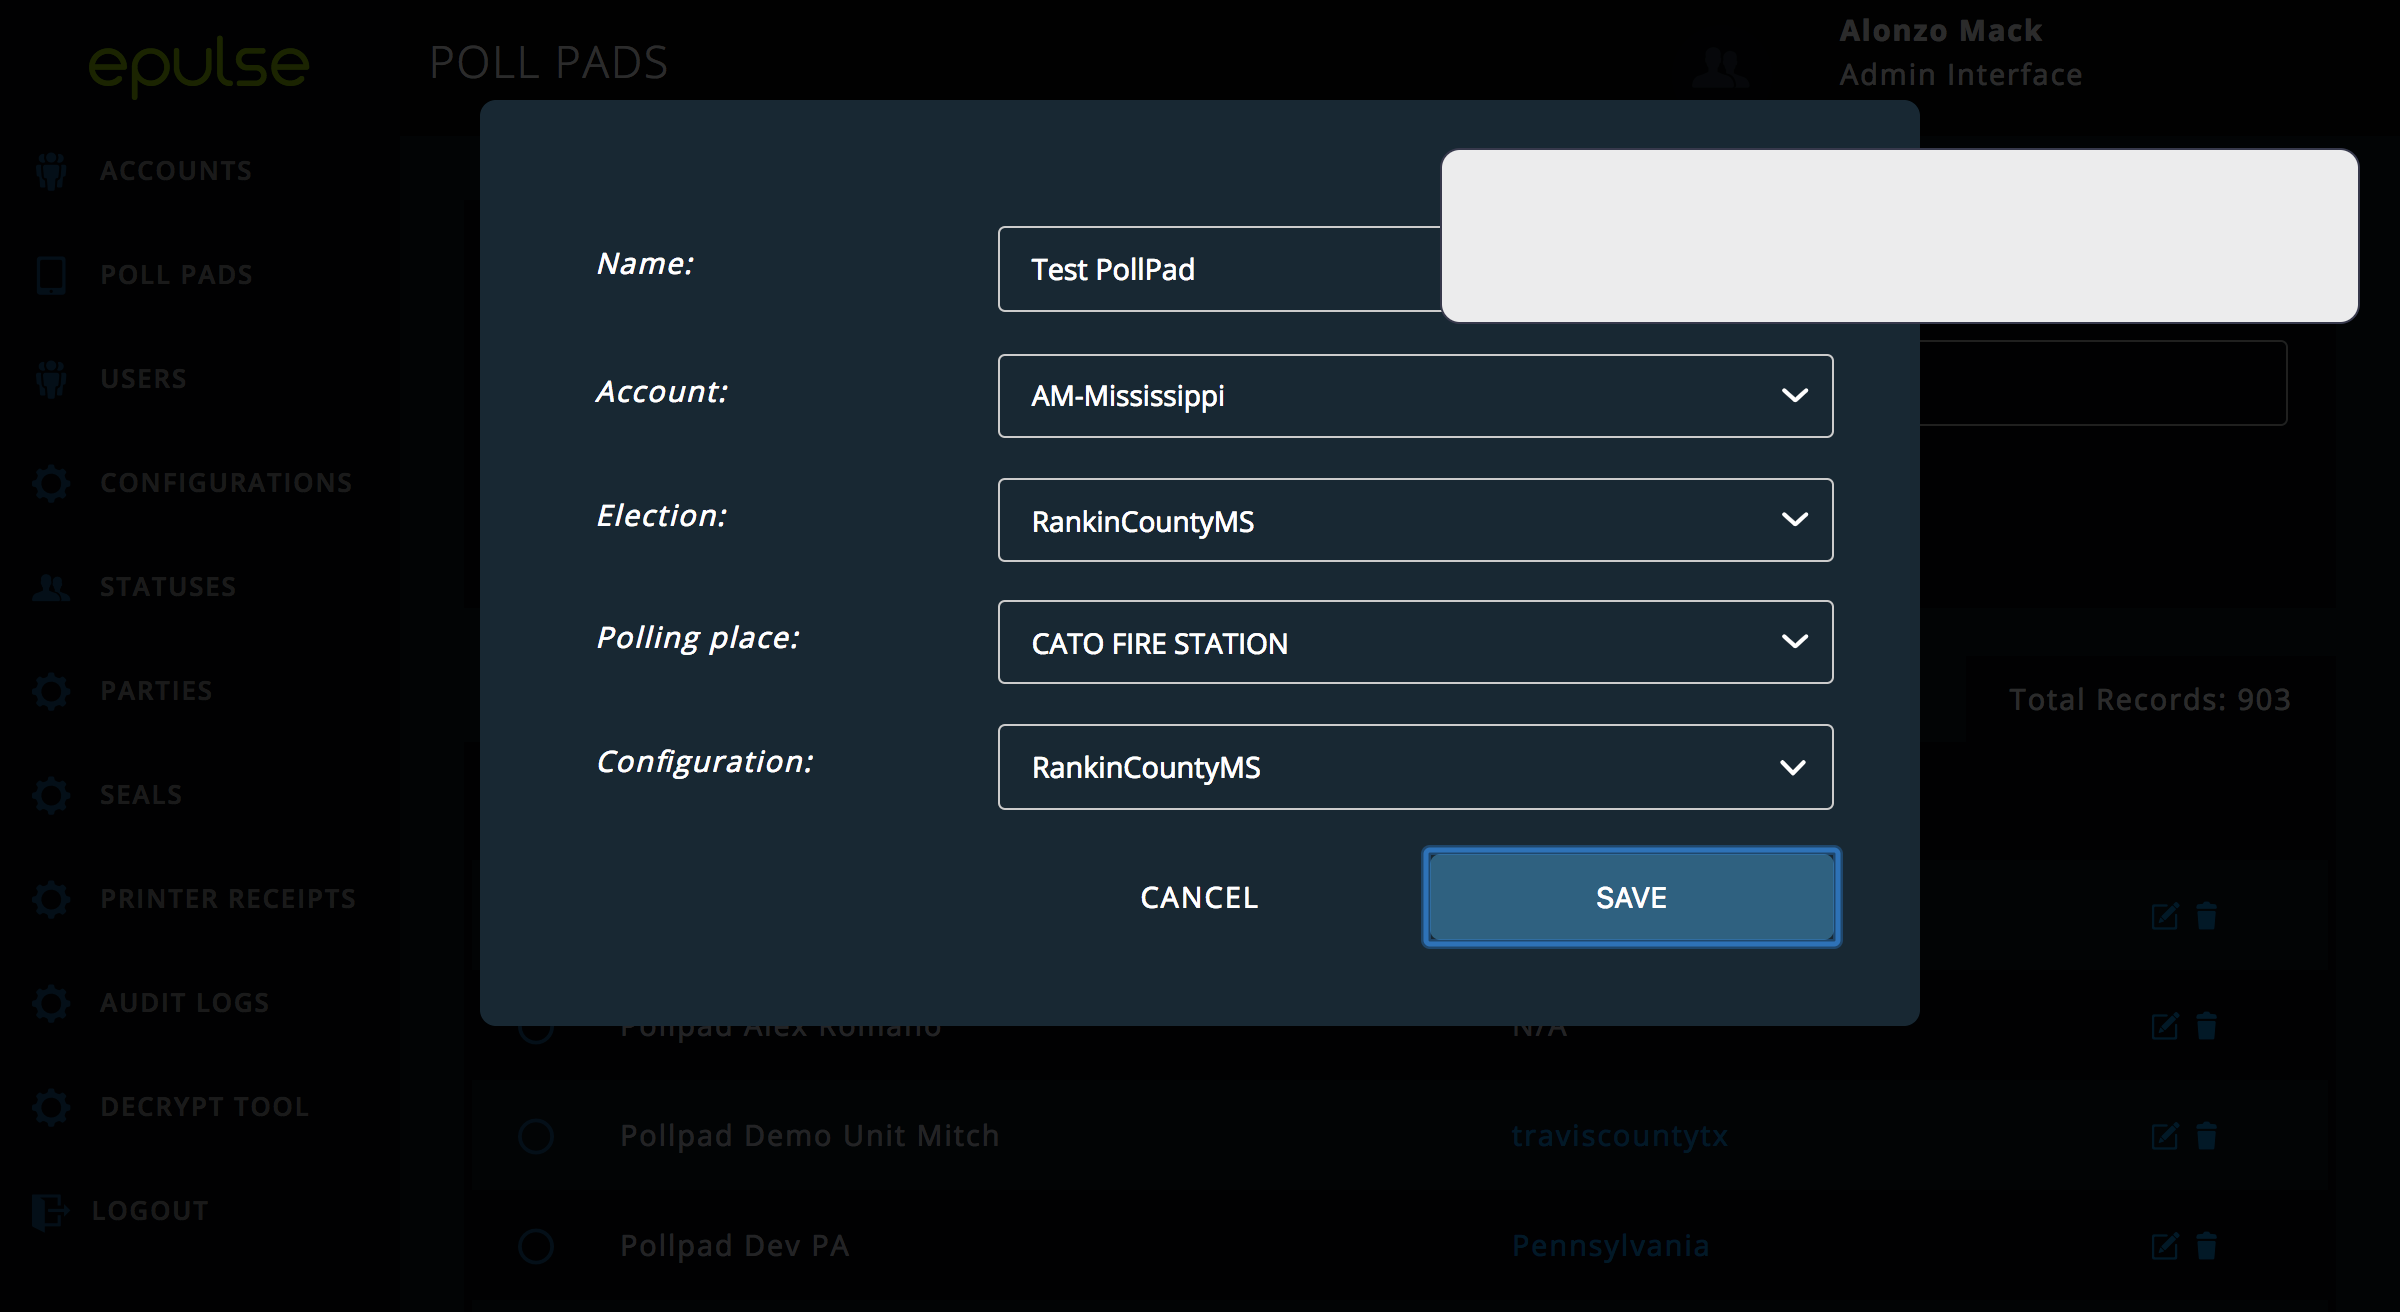 epulse
POLL PADS
Alonzo Mack
Admin Interface
ACCOUNTS
POLL PADS
USERS
CONFIGURATIONS
STATUSES
PARTIES
SEALS
PRINTER RECEIPTS
AUDIT LOGS
DECRYPT TOOL
LOGOUT
Name:
Test PollPad
Account:
AM-Mississippi
Election:
RankinCountyMS
Polling place:
CATO FIRE STATION
Configuration:
RankinCountyMS
CANCEL
SAVE
Total Records: 903
Pollpad Alex Romano
N/A
Pollpad Demo Unit Mitch
traviscountytx
Pollpad Dev PA
Pennsylvania